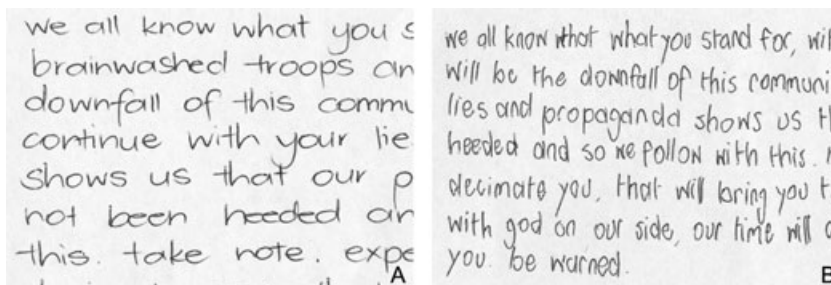 we all know what you s
brainwashed troops an
downfall of this commu
continue with your lie
shows us that our p
not been heeded an
this. take note. expe
A
we all know that what you stand for, wit
will be the downfall of this communi
lies and propaganda shows us th
heeded and so we follow with this.
decimate you, that will bring you t
with god on our side, our time will
you. be warned.
B